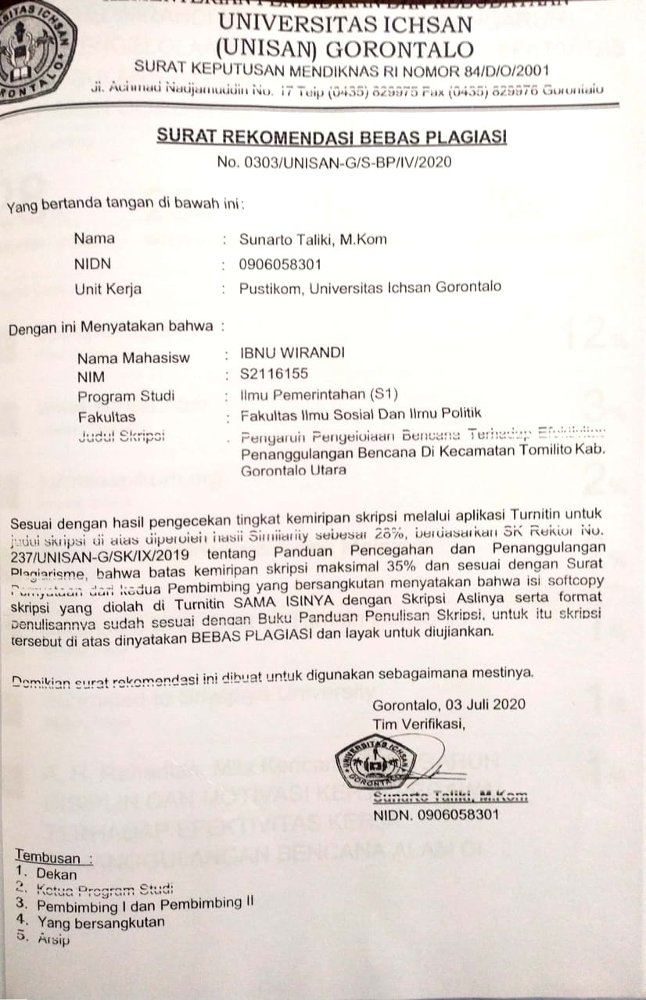 UNIVERSITAS ICHSAN
(UNISAN) GORONTALO
SURAT KEPUTUSAN MENDIKNAS RI NOMOR 84/D/O/2001
Jl. Achmad Nadjamuddin No. 17 Telp (0435) 829975 Fax (0435) 829976 Gorontalo
SURAT REKOMENDASI BEBAS PLAGIASI
No. 0303/UNISAN-G/S-BP/IV/2020
Yang bertanda tangan di bawah ini :
Nama : Sunarto Taliki, M.Kom
NIDN : 0906058301
Unit Kerja : Pustikom, Universitas Ichsan Gorontalo
Dengan ini Menyatakan bahwa :
Nama Mahasisw : IBNU WIRANDI
NIM : S2116155
Program Studi : Ilmu Pemerintahan (S1)
Fakultas : Fakultas Ilmu Sosial Dan Ilmu Politik
Judul Skripsi : Pengaruh Pengelolaan Bencana Terhadap Efektivitas
Penanggulangan Bencana Di Kecamatan Tomilito Kab.
Gorontalo Utara
Sesuai dengan hasil pengecekan tingkat kemiripan skripsi melalui aplikasi Turnitin untuk
judul skripsi di atas diperoleh hasil Similarity sebesar 28%, berdasarkan SK Rektor No.
237/UNISAN-G/SK/IX/2019 tentang Panduan Pencegahan dan Penanggulangan
Plagiarisme, bahwa batas kemiripan skripsi maksimal 35% dan sesuai dengan Surat
Pernyataan dari kedua Pembimbing yang bersangkutan menyatakan bahwa isi softcopy
skripsi yang diolah di Turnitin SAMA ISINYA dengan Skripsi Aslinya serta format
penulisannya sudah sesuai dengan Buku Panduan Penulisan Skripsi, untuk itu skripsi
tersebut di atas dinyatakan BEBAS PLAGIASI dan layak untuk diujiankan.
Demikian surat rekomendasi ini dibuat untuk digunakan sebagaimana mestinya.
Gorontalo, 03 Juli 2020
Tim Verifikasi,
UNIVERSITAS ICHSAN
GORONTALO
Sunarto Taliki, M.Kom
NIDN. 0906058301
Tembusan :
1. Dekan
2. Ketua Program Studi
3. Pembimbing I dan Pembimbing II
4. Yang bersangkutan
5. Arsip